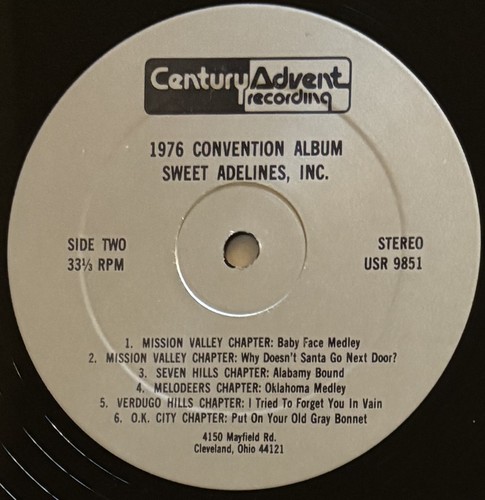 Century Advent
recording
1976 CONVENTION ALBUM
SWEET ADELINES, INC.
SIDE TWO
33⅓ RPM
STEREO
USR 9851
1. MISSION VALLEY CHAPTER: Baby Face Medley
2. MISSION VALLEY CHAPTER: Why Doesn't Santa Go Next Door?
3. SEVEN HILLS CHAPTER: Alabamy Bound
4. MELODEERS CHAPTER: Oklahoma Medley
5. VERDUGO HILLS CHAPTER: I Tried To Forget You In Vain
6. O.K. CITY CHAPTER: Put On Your Old Gray Bonnet
4150 Mayfield Rd.
Cleveland, Ohio 44121